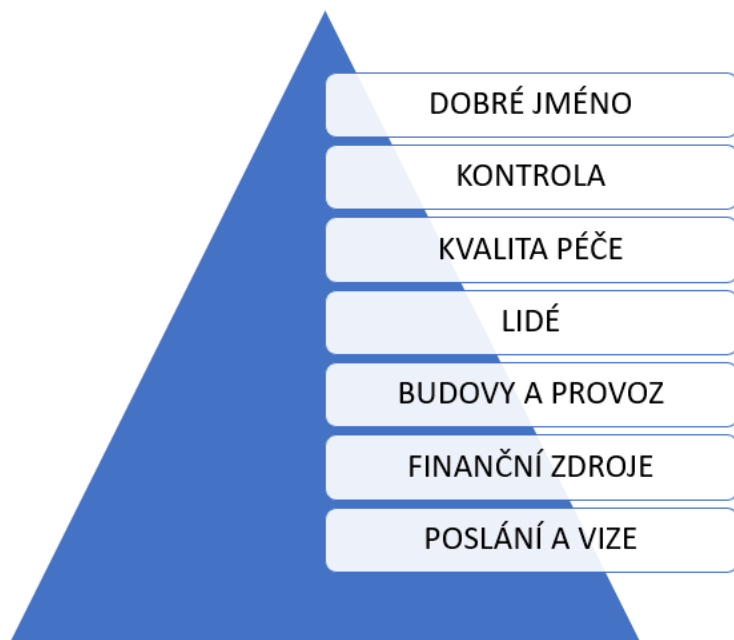 DOBRÉ JMÉNO
KONTROLA
KVALITA PÉČE
LIDÉ
BUDOVY A PROVOZ
FINANČNÍ ZDROJE
POSLÁNÍ A VIZE